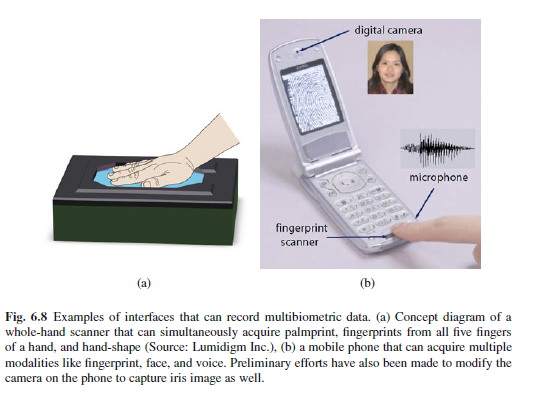 digital camera
microphone
fingerprint
scanner
(a)
(b)
Fig. 6.8 Examples of interfaces that can record multibiometric data. (a) Concept diagram of a
whole-hand scanner that can simultaneously acquire palmprint, fingerprints from all five fingers
of a hand, and hand-shape (Source: Lumidigm Inc.), (b) a mobile phone that can acquire multiple
modalities like fingerprint, face, and voice. Preliminary efforts have also been made to modify the
camera on the phone to capture iris image as well.